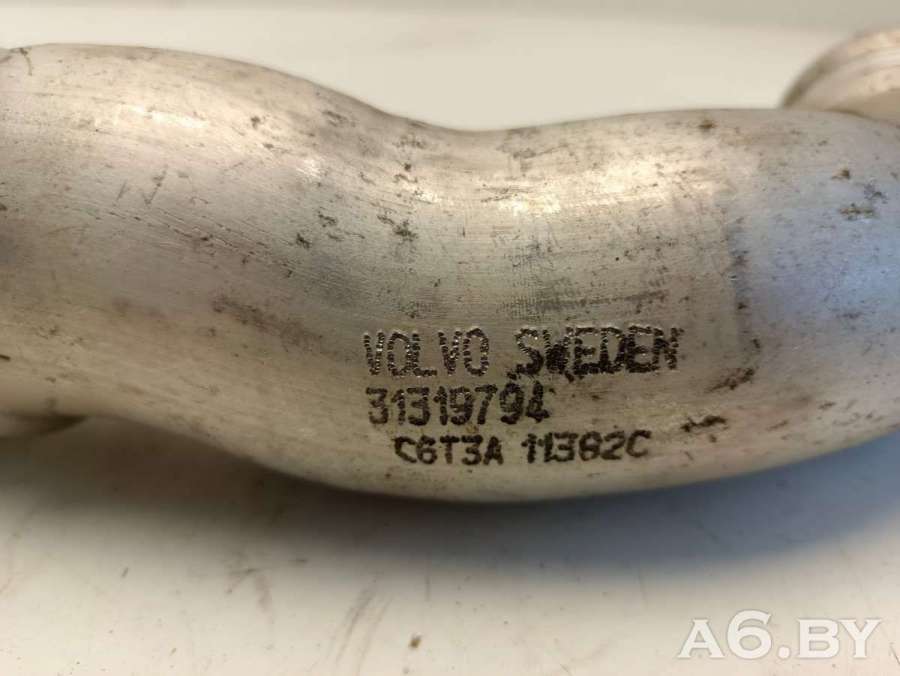 VOLVO SWEDEN
31319794
C6T3A 11382C
A6.BY